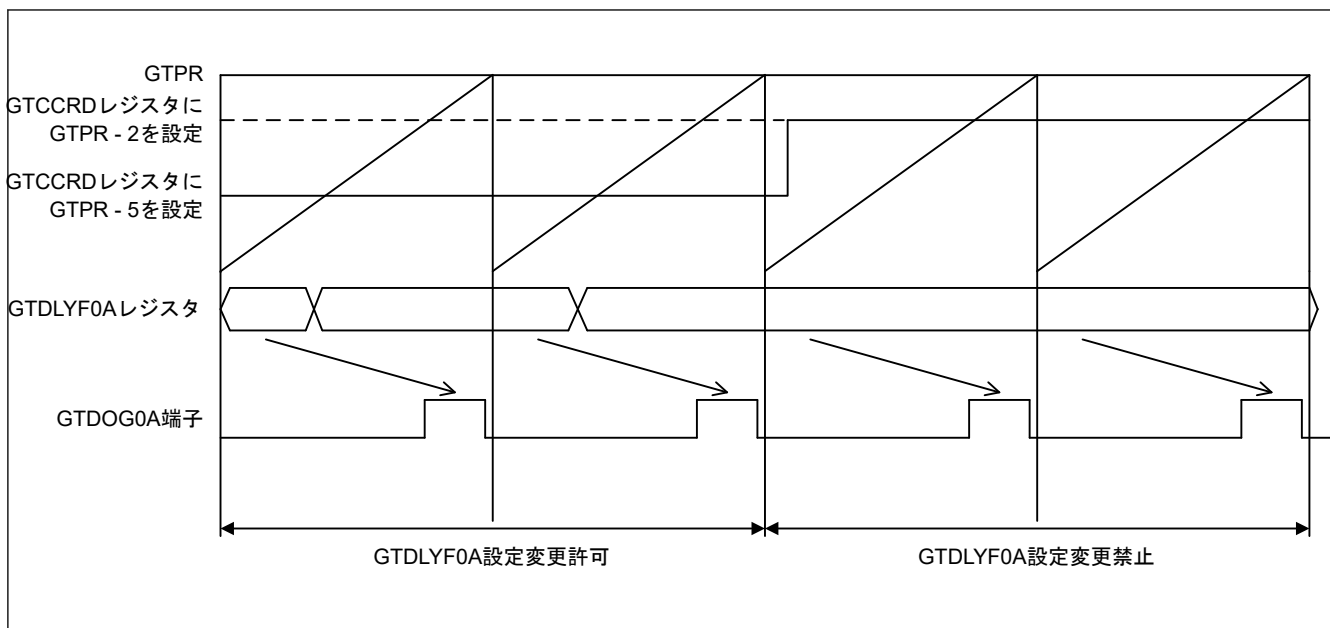 GTPR
GTCCRDレジスタに
GTPR - 2を設定
GTCCRDレジスタに
GTPR - 5を設定
GTDLYF0Aレジスタ
GTDOG0A端子
GTDLYF0A設定変更許可
GTDLYF0A設定変更禁止